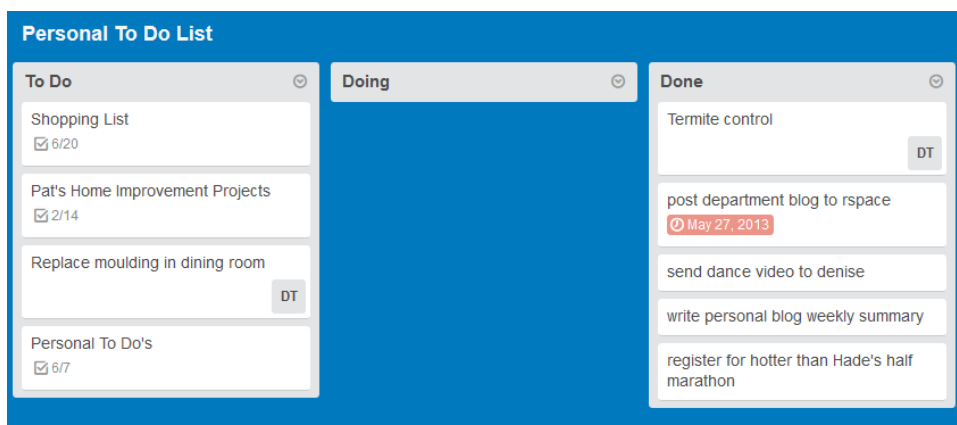 Personal To Do List
To Do
Shopping List
6/20
Pat's Home Improvement Projects
2/14
Replace moulding in dining room
DT
Personal To Do's
6/7
Doing
Done
Termite control
DT
post department blog to rspace
May 27, 2013
send dance video to denise
write personal blog weekly summary
register for hotter than Hade's half
marathon